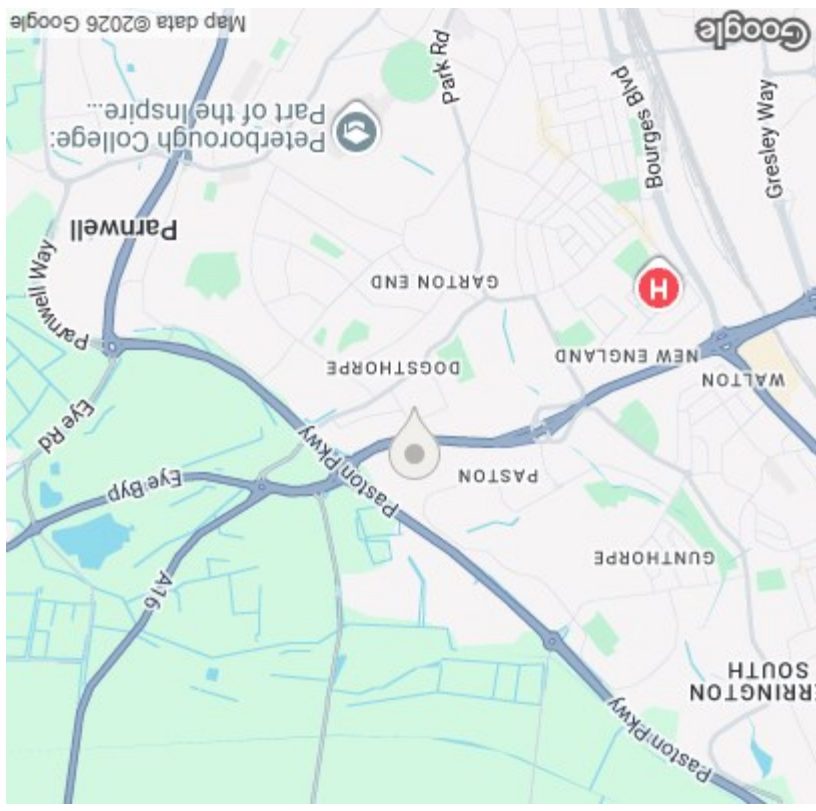 Paston Pkwy
ERRINGTON
SOUTH
A16
GUNTHORPE
Eye Byp
PASTON
Paston Pkwy
Eye Rd
WALTON
NEW ENGLAND
DOGSTHORPE
H
GARTON END
Parnwell Way
Parnwell
Gresley Way
Bourges Blvd
Peterborough College:
Part of the Inspire...
Park Rd
Google
Map data ©2026 Google